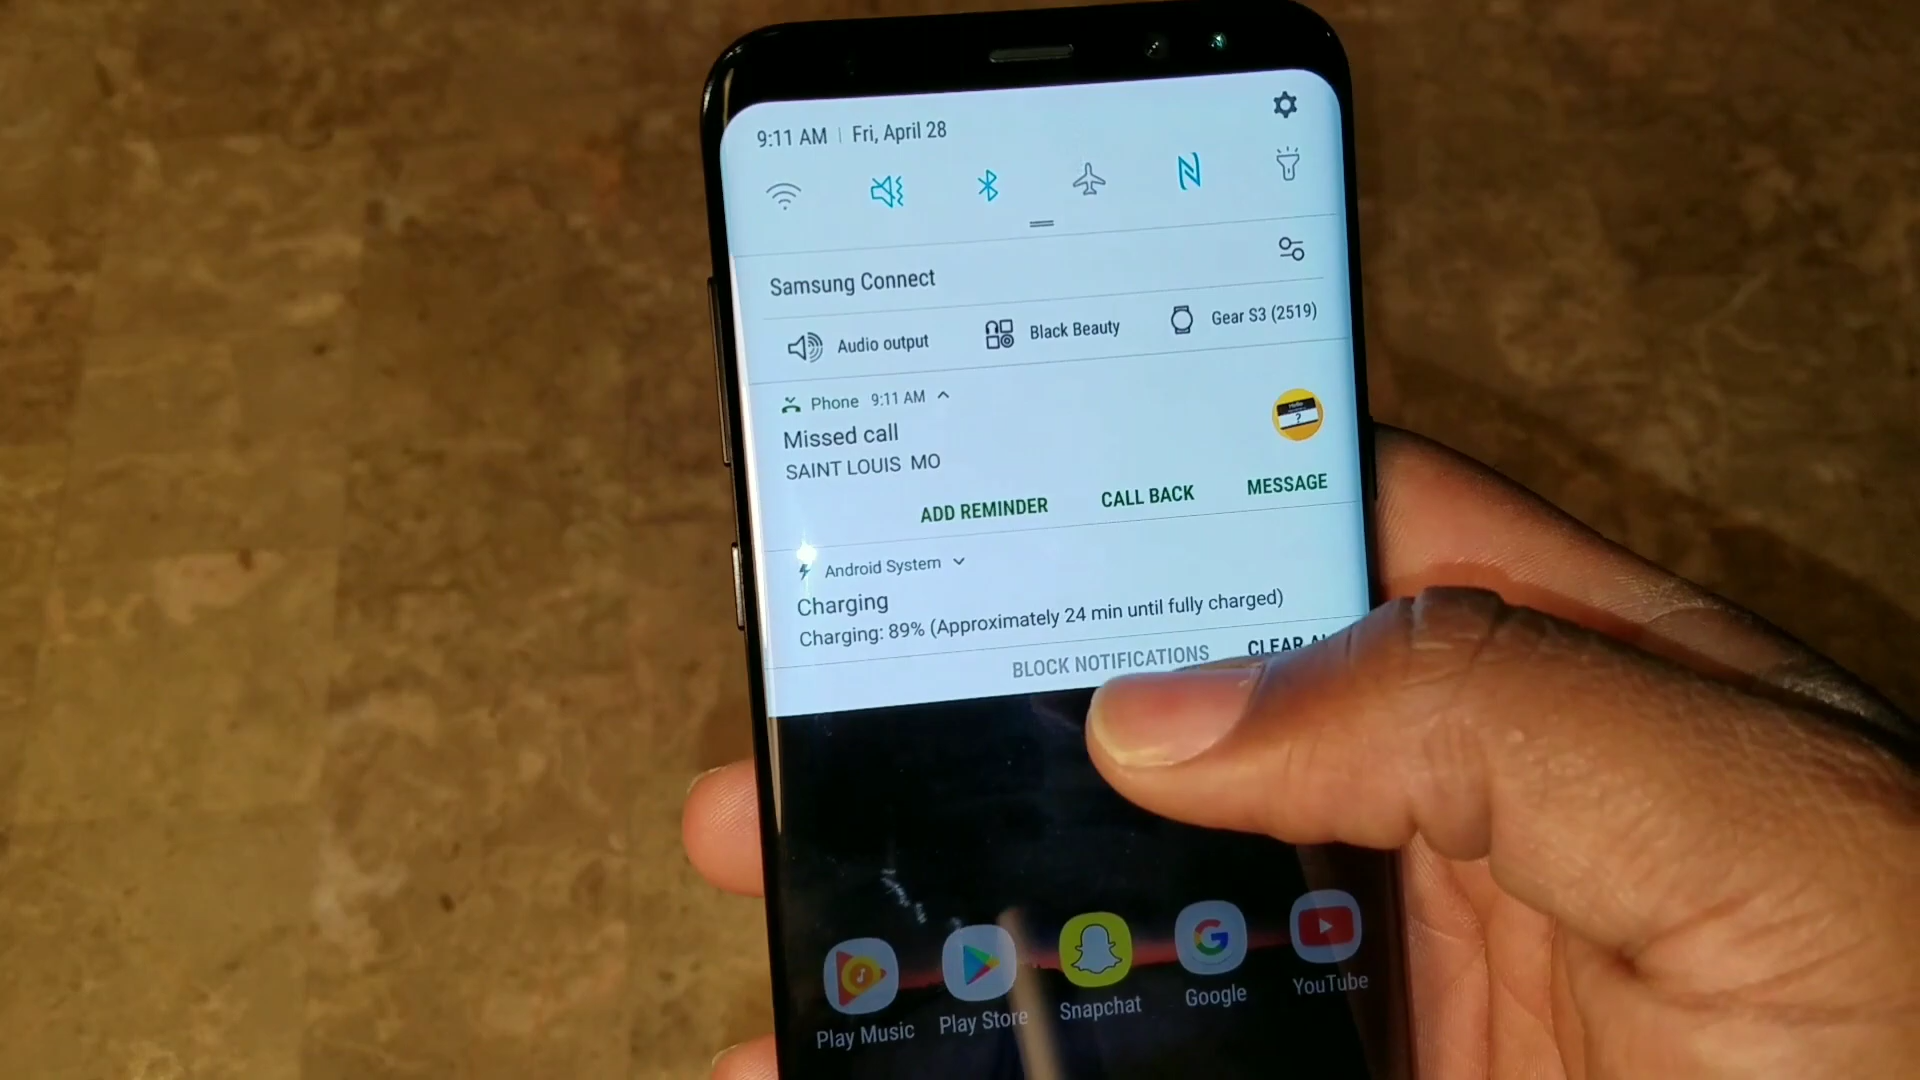 9:11 AM | Fri, April 28
Samsung Connect
Audio output
Black Beauty
Gear S3 (2519)
Phone 9:11 AM
Missed call
SAINT LOUIS MO
ADD REMINDER
CALL BACK
MESSAGE
Android System
Charging
Charging: 89% (Approximately 24 min until fully charged)
BLOCK NOTIFICATIONS
CLEAR
Play Music
Play Store
Snapchat
Google
YouTube